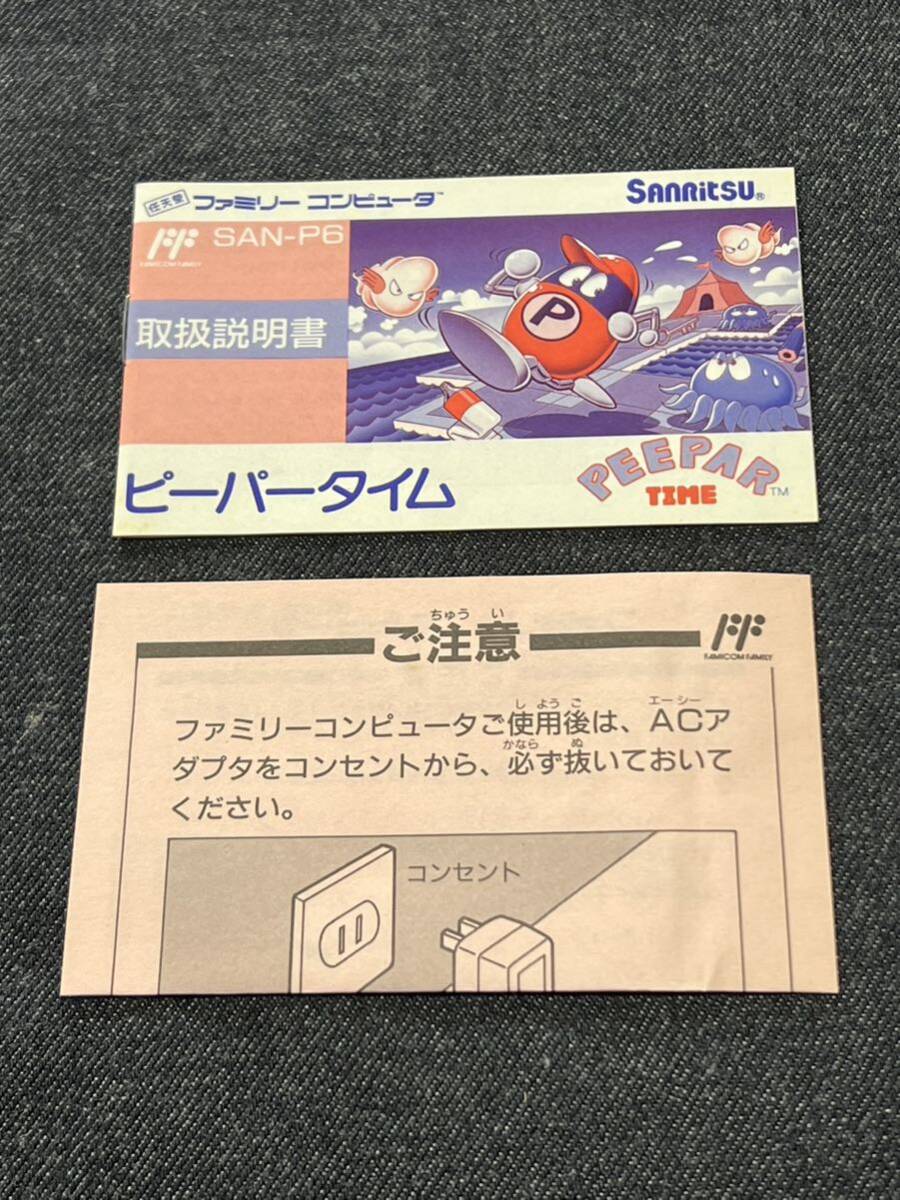 任天堂 ファミリー コンピュータ™
SANRITSU®
FAMICOM FAMILY
SAN-P6
P
取扱説明書
ピーパータイム
PEEPAR
TIME™
ちゅう い
ご注意
FAMICOM FAMILY
し よう ご エーシー
ファミリーコンピュータご使用後は、ACア
かなら ぬ
ダプタをコンセントから、必ず抜いておいて
ください。
コンセント